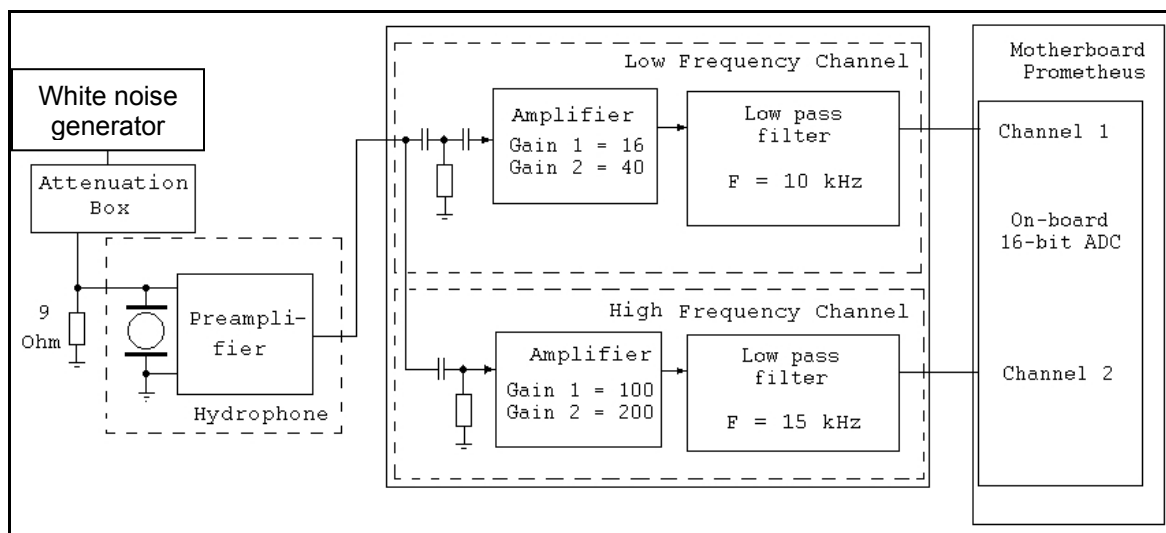 White noise
generator
Attenuation
Box
9
Ohm
Preampli-
fier
Hydrophone
Low Frequency Channel
Amplifier
Gain 1 = 16
Gain 2 = 40
Low pass
filter
F = 10 kHz
High Frequency Channel
Amplifier
Gain 1 = 100
Gain 2 = 200
Low pass
filter
F = 15 kHz
Motherboard
Prometheus
Channel 1
On-board
16-bit ADC
Channel 2